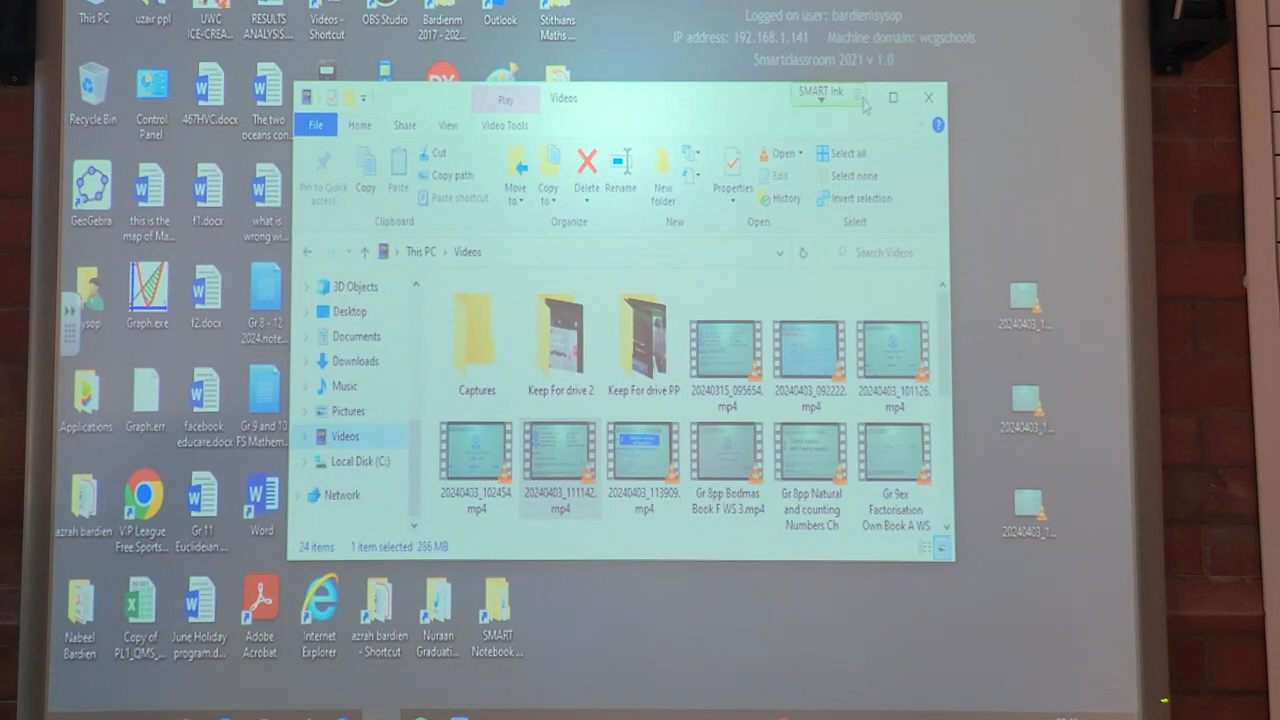 Logged on user: bardien\sysop
IP address: 192.168.1.141 Machine domain: wcgschools
Smartclassroom 2021 v 1.0
This PC
uzair ppl
UWC
ICE-CREA...
RESULTS
ANALYSIS...
Videos -
Shortcut
OBS Studio
Bardienm
2017 - 202...
Outlook
Stithians
Maths ...
Recycle Bin
Control
Panel
467HVC.docx
The two
oceans con...
GeoGebra
this is the
map of Ma...
f1.docx
what is
wrong wi...
sysop
Graph.exe
f2.docx
Gr 8 - 12
2024.note...
Applications
Graph.err
facebook
educare.docx
Gr 9 and 10
FS Mathem...
azrah bardien
VIP League
Free Sports...
Gr 11
Euclidiean ...
Word
Nabeel
Bardien
Copy of
PL1_QMS_...
June Holiday
program.d...
Adobe
Acrobat
Internet
Explorer
azrah bardien
- Shortcut
Nuraan
Graduati...
SMART
Notebook ...
Play
Videos
SMART Ink
File
Home
Share
View
Video Tools
Pin to Quick
access
Copy
Paste
Cut
Copy path
Paste shortcut
Clipboard
Move
to
Copy
to
Delete
Rename
Organize
New
folder
New
Properties
Open
Edit
History
Open
Select all
Select none
Invert selection
Select
This PC > Videos
Search Videos
3D Objects
Desktop
Documents
Downloads
Music
Pictures
Videos
Local Disk (C:)
Network
Captures
Keep For drive 2
Keep For drive PP
20240315_095654.
mp4
20240403_092222.
mp4
20240403_101126.
mp4
20240403_102454.
mp4
20240403_111142.
mp4
20240403_113909.
mp4
Gr 8pp Bodmas
Book F WS 3.mp4
Gr 8pp Natural
and counting
Numbers Ch
Gr 9ex
Factorisation
Own Book A WS
24 items 1 item selected 286 MB
20240403_1...
20240403_1...
20240403_1...